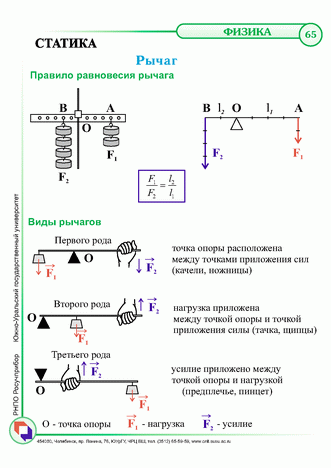 ФИЗИКА
65
СТАТИКА
Рычаг
Правило равновесия рычага
B A
O
F₁
F₂
B l₂ O l₁ A
F₂
F₁
F₁/F₂ = l₂/l₁
Виды рычагов
Первого рода
O
F₁
F₂
точка опоры расположена
между точками приложения сил
(качели, ножницы)
Второго рода
O
F₁
F₂
нагрузка приложена
между точкой опоры и точкой
приложения силы (тачка, щипцы)
Третьего рода
O
F₂
F₁
усилие приложено между
точкой опоры и нагрузкой
(предплечье, пинцет)
O - точка опоры F₁ - нагрузка F₂ - усилие
РНПО Росучприбор Южно-Уральский государственный университет